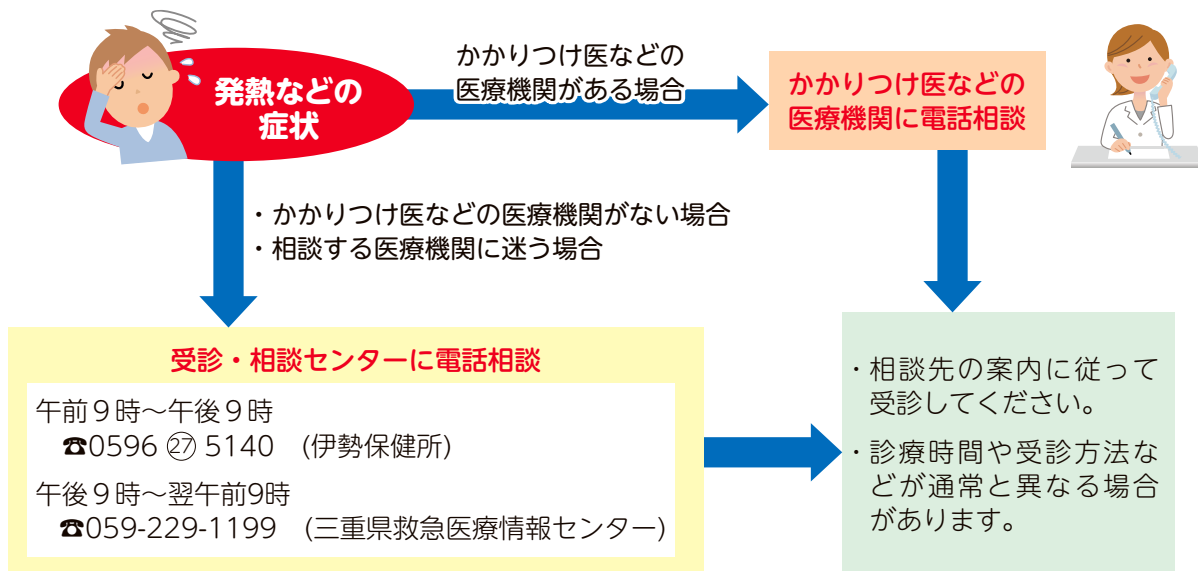 発熱などの
症状
かかりつけ医などの
医療機関がある場合
かかりつけ医などの
医療機関に電話相談
・かかりつけ医などの医療機関がない場合
・相談する医療機関に迷う場合
受診・相談センターに電話相談
午前９時～午後９時
☎0596 ㉗ 5140 (伊勢保健所)
午後９時～翌午前9時
☎059-229-1199 (三重県救急医療情報センター)
・相談先の案内に従って
受診してください。
・診療時間や受診方法な
どが通常と異なる場合
があります。